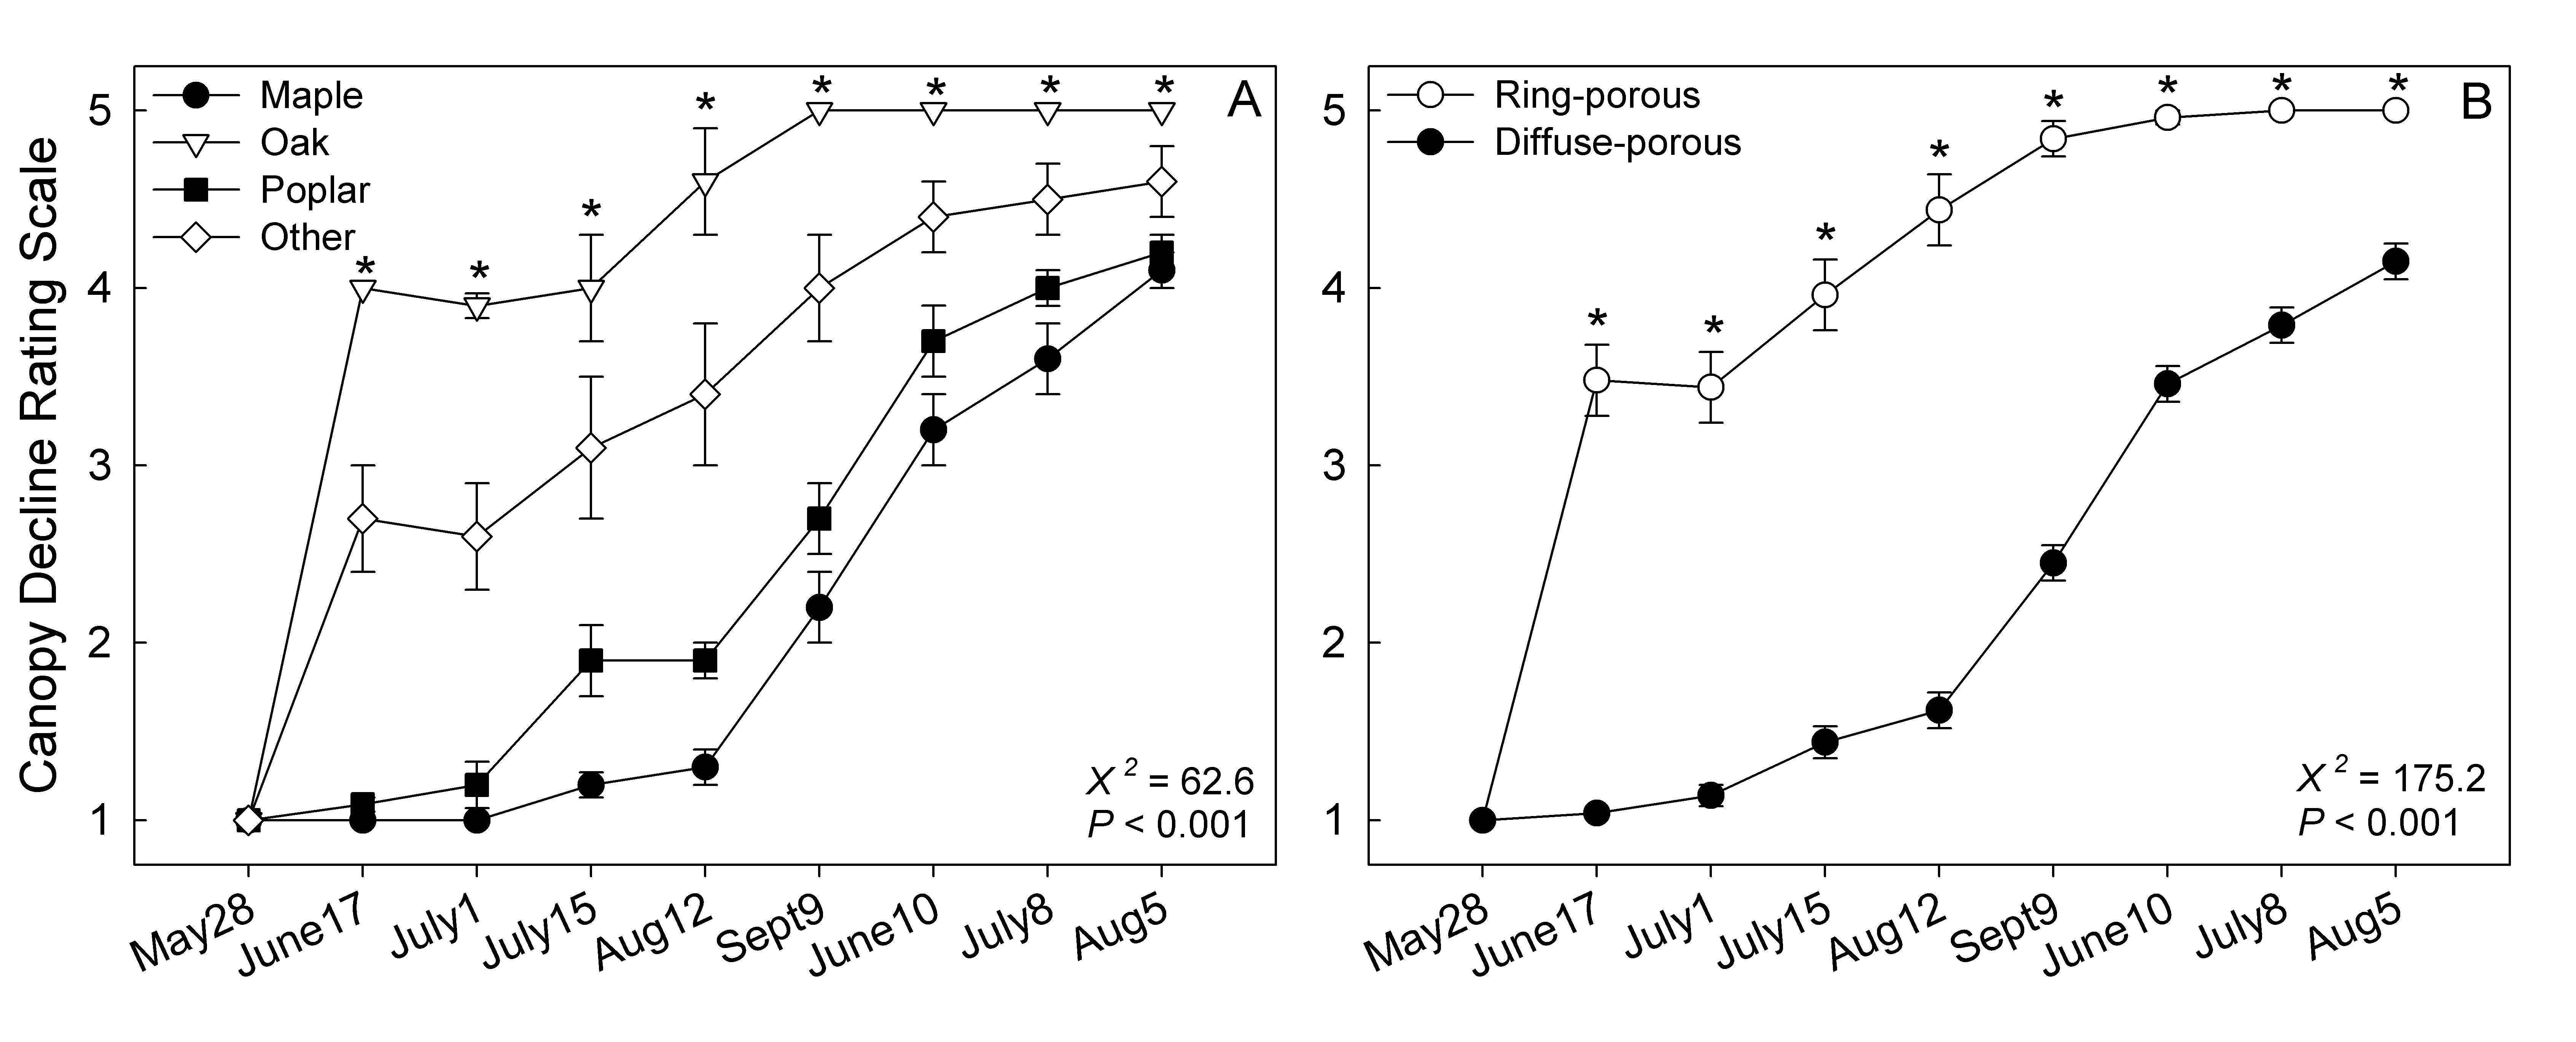 Canopy Decline Rating Scale
A
Maple
Oak
Poplar
Other
5
4
3
2
1
* * * * * * * *
X 2 = 62.6
P < 0.001
May28 June17 July1 July15 Aug12 Sept9 June10 July8 Aug5
B
Ring-porous
Diffuse-porous
5
4
3
2
1
* * * * * * * *
X 2 = 175.2
P < 0.001
May28 June17 July1 July15 Aug12 Sept9 June10 July8 Aug5